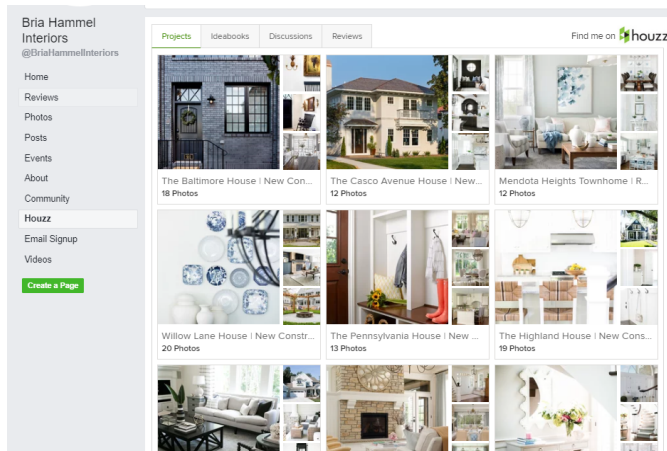 Bria Hammel
Interiors
@BriaHammelInteriors
Home
Reviews
Photos
Posts
Events
About
Community
Houzz
Email Signup
Videos
Create a Page
Projects
Ideabooks
Discussions
Reviews
Find me on houzz
The Baltimore House | New Con...
18 Photos
The Casco Avenue House | New...
12 Photos
Mendota Heights Townhome | R...
12 Photos
Willow Lane House | New Constr...
20 Photos
The Pennsylvania House | New ...
13 Photos
The Highland House | New Cons...
19 Photos